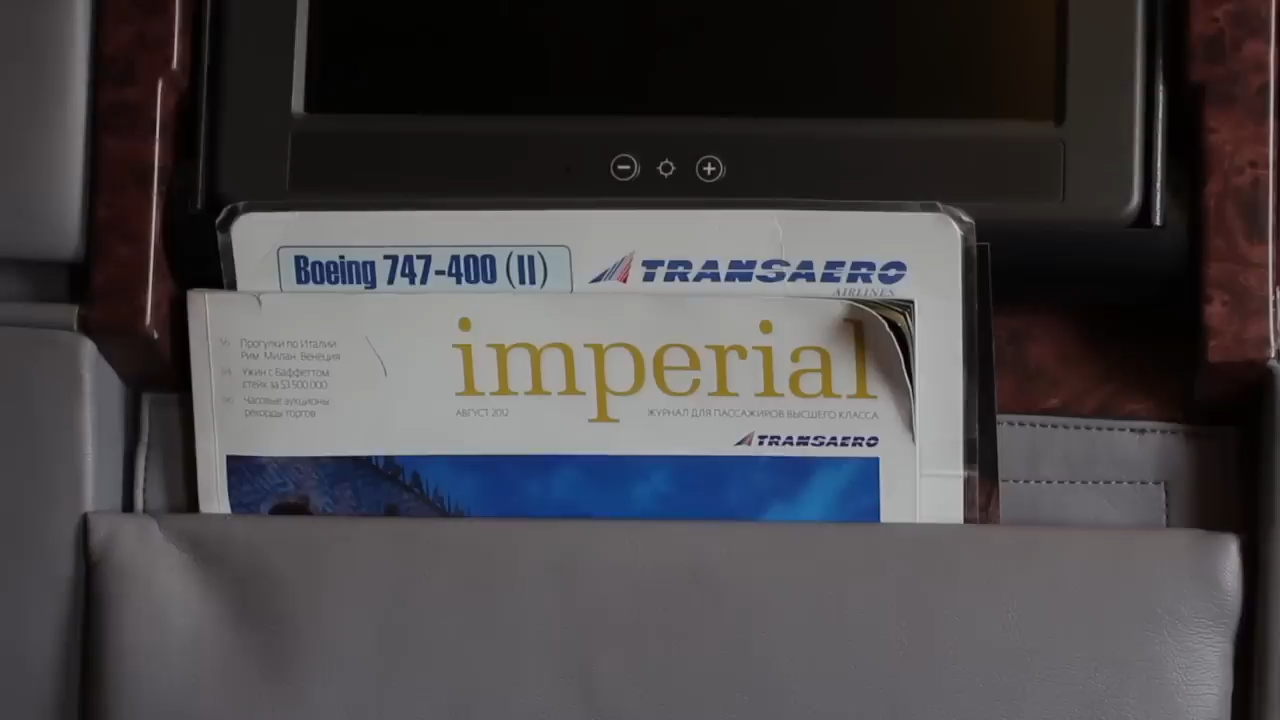 Boeing 747-400 (II)
TRANSAERO
AIRLINES
imperial
Прогулки по Италии
Рим. Милан. Венеция
Ужин с Баффеттом:
стейк за $3 500 000
Часовые аукционы:
рекорды торгов
АВГУСТ 2012
ЖУРНАЛ ДЛЯ ПАССАЖИРОВ ВЫСШЕГО КЛАССА
TRANSAERO